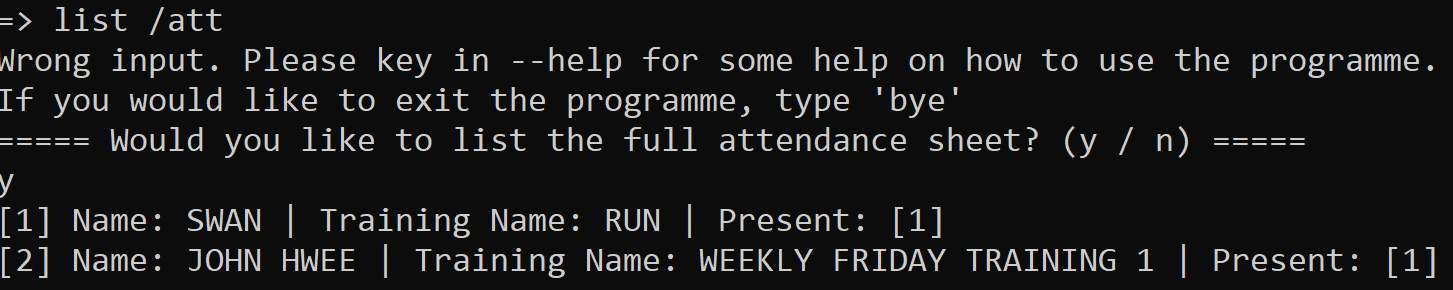 => list /att
Wrong input. Please key in --help for some help on how to use the programme.
If you would like to exit the programme, type 'bye'
===== Would you like to list the full attendance sheet? (y / n) =====
y
[1] Name: SWAN | Training Name: RUN | Present: [1]
[2] Name: JOHN HWEE | Training Name: WEEKLY FRIDAY TRAINING 1 | Present: [1]